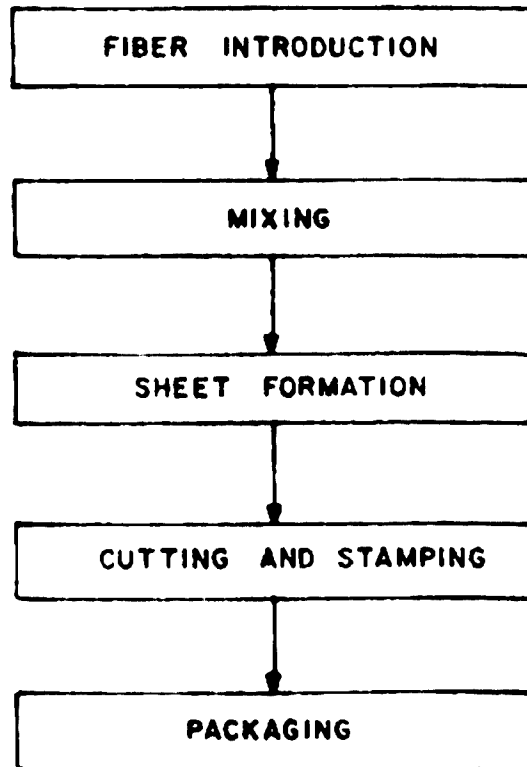 FIBER INTRODUCTION
MIXING
SHEET FORMATION
CUTTING AND STAMPING
PACKAGING